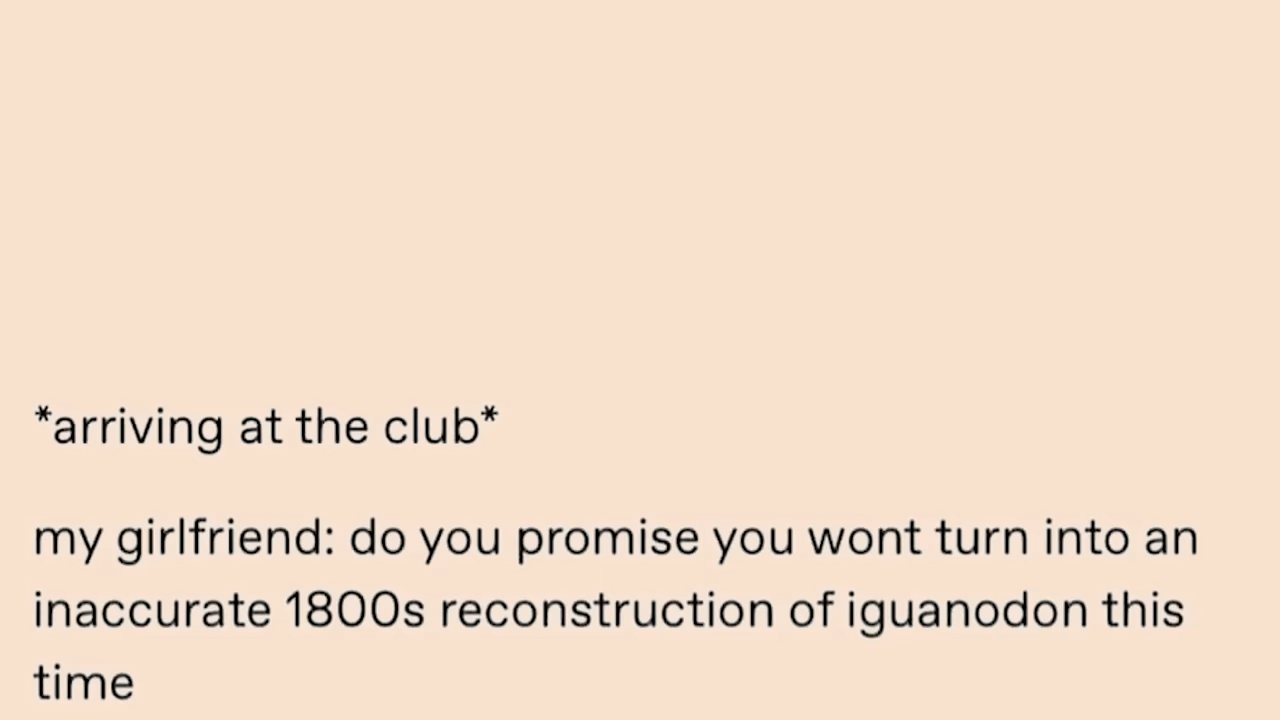 *arriving at the club*
my girlfriend: do you promise you wont turn into an
inaccurate 1800s reconstruction of iguanodon this
time